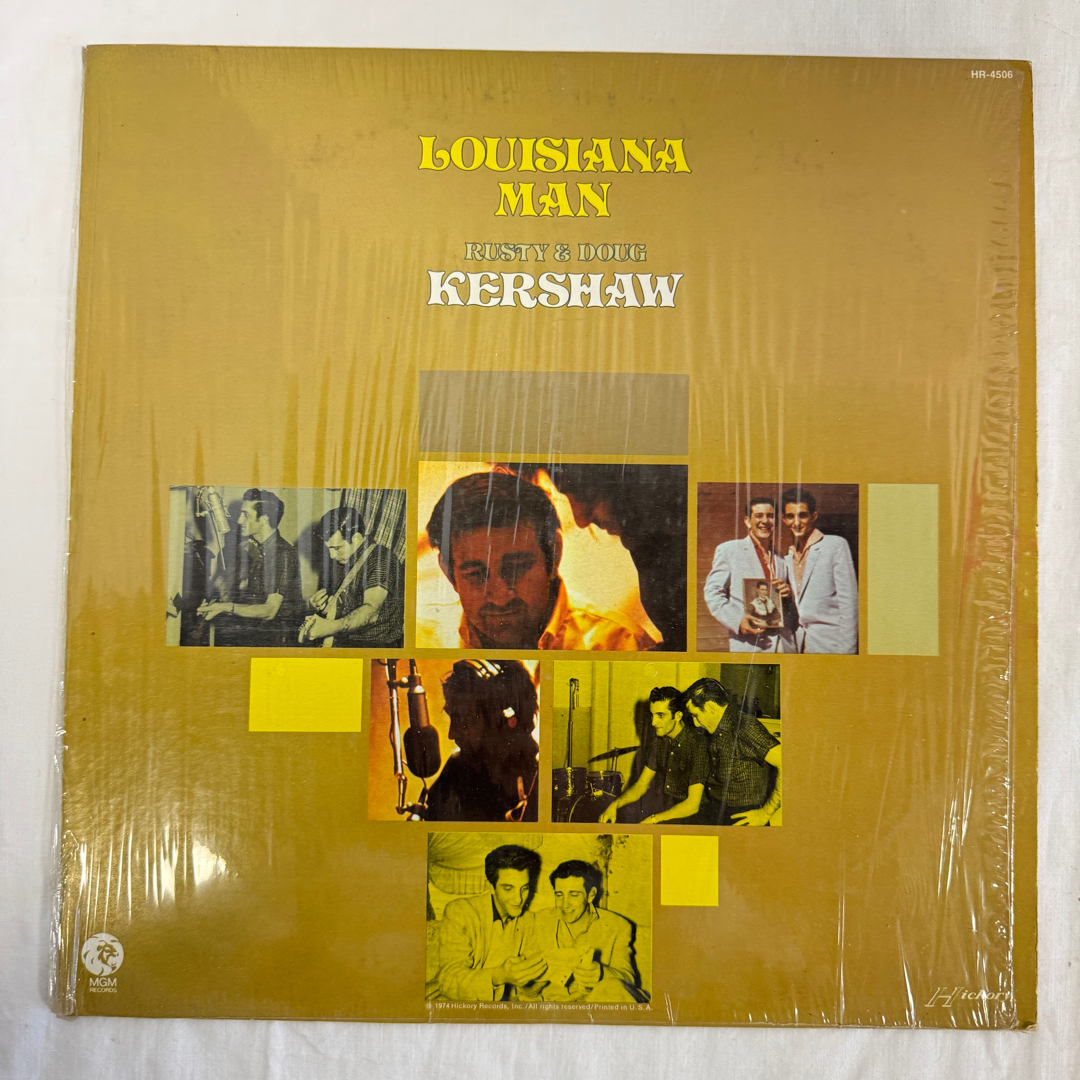 HR-4506
LOUISIANA
MAN
RUSTY & DOUG
KERSHAW
MGM
RECORDS
Hickory
℗ 1974 Hickory Records, Inc./All rights reserved/Printed in U.S.A.